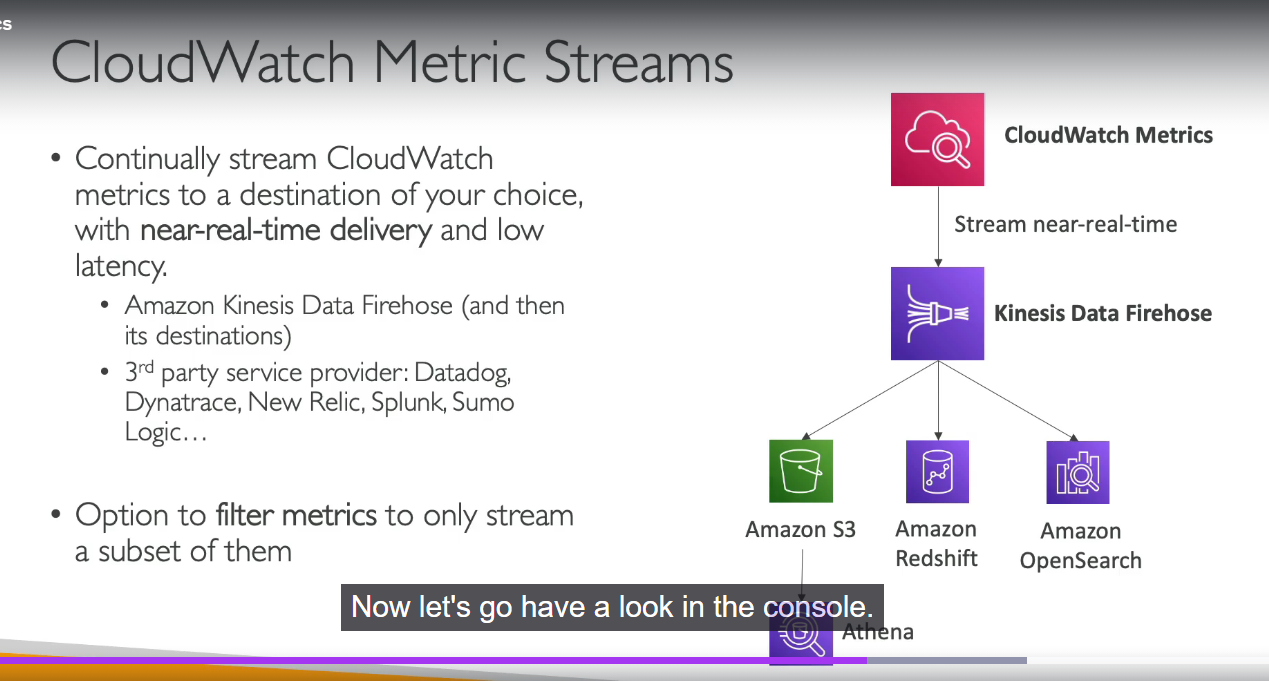 cs
CloudWatch Metric Streams
• Continually stream CloudWatch
metrics to a destination of your choice,
with near-real-time delivery and low
latency.
• Amazon Kinesis Data Firehose (and then
its destinations)
• 3rd party service provider: Datadog,
Dynatrace, New Relic, Splunk, Sumo
Logic…
• Option to filter metrics to only stream
a subset of them
CloudWatch Metrics
Stream near-real-time
Kinesis Data Firehose
Amazon S3
Amazon
Redshift
Amazon
OpenSearch
Athena
Now let's go have a look in the console.